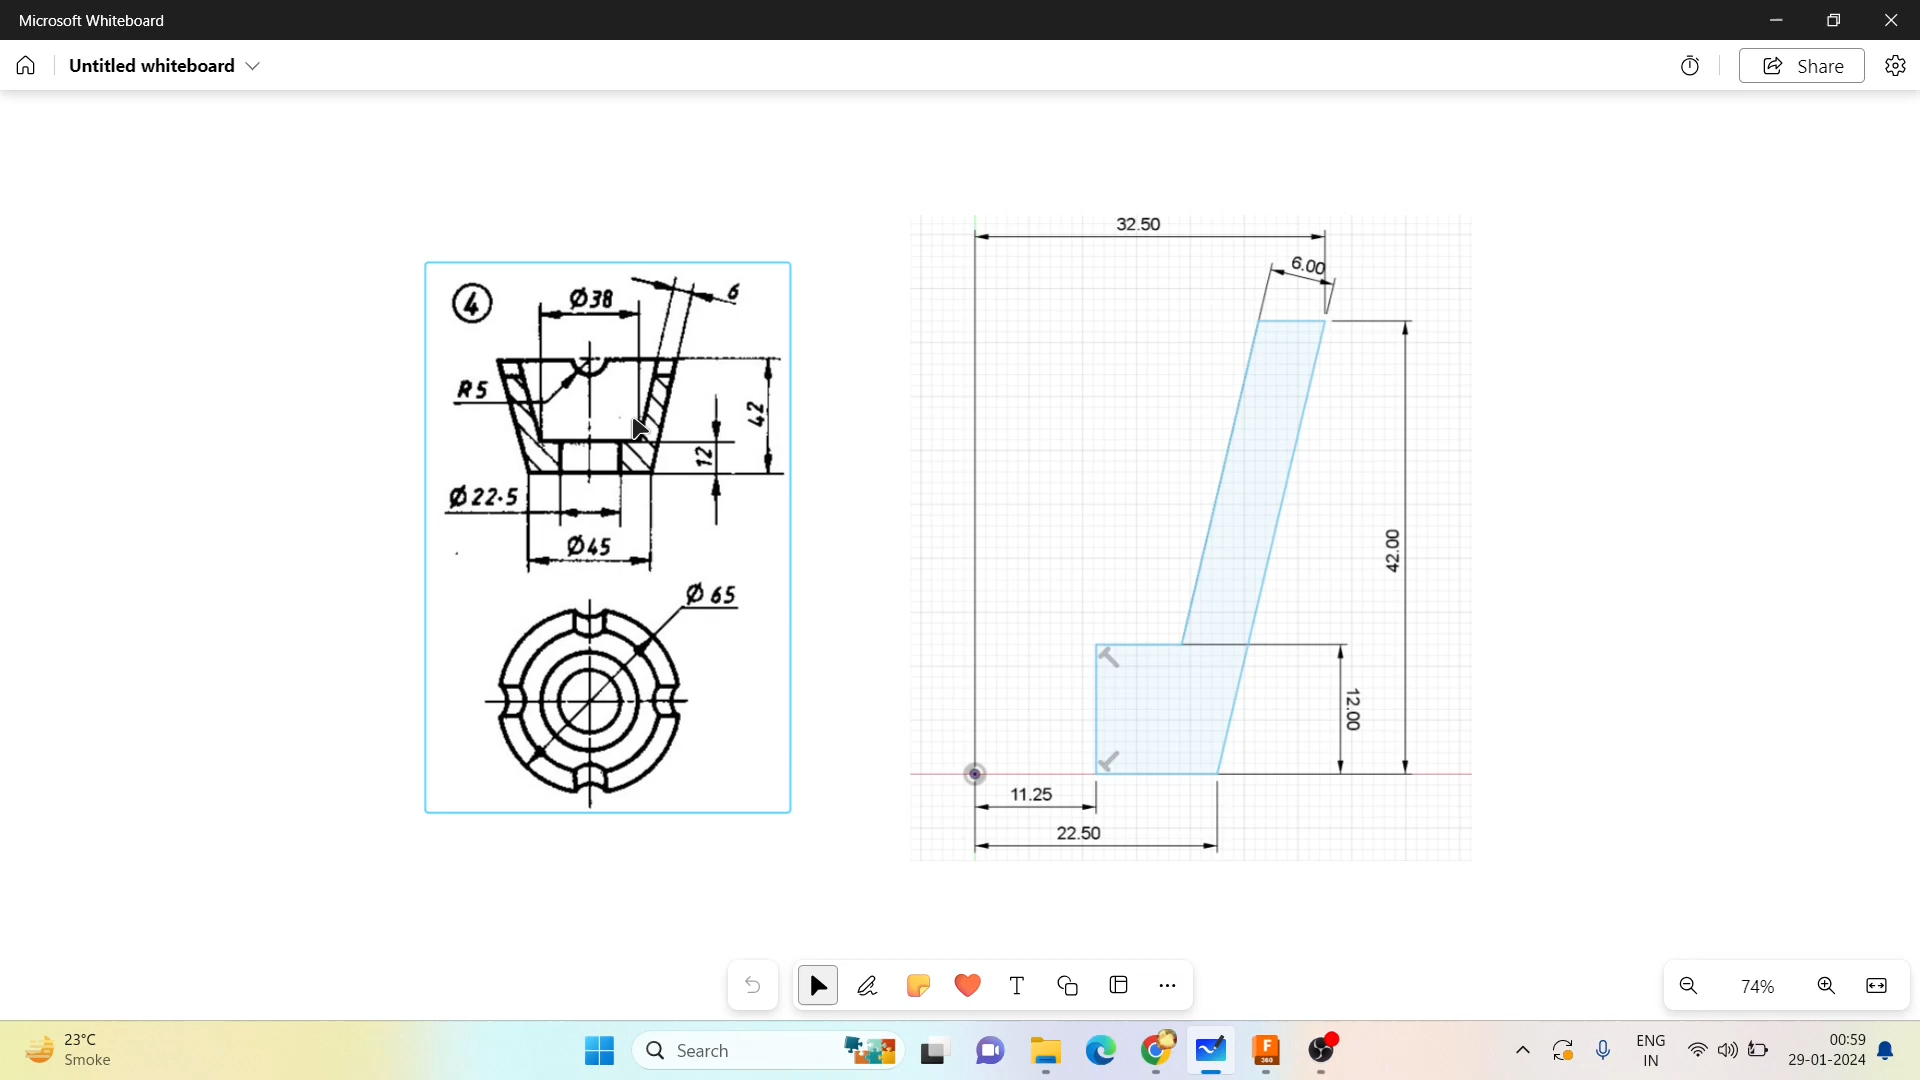 Microsoft Whiteboard
Untitled whiteboard
Share
4
Ø38
6
R5
42
12
Ø22.5
Ø45
Ø65
32.50
6.00
42.00
12.00
11.25
22.50
T
74%
23°C
Smoke
Search
F
360
ENG
IN
00:59
29-01-2024